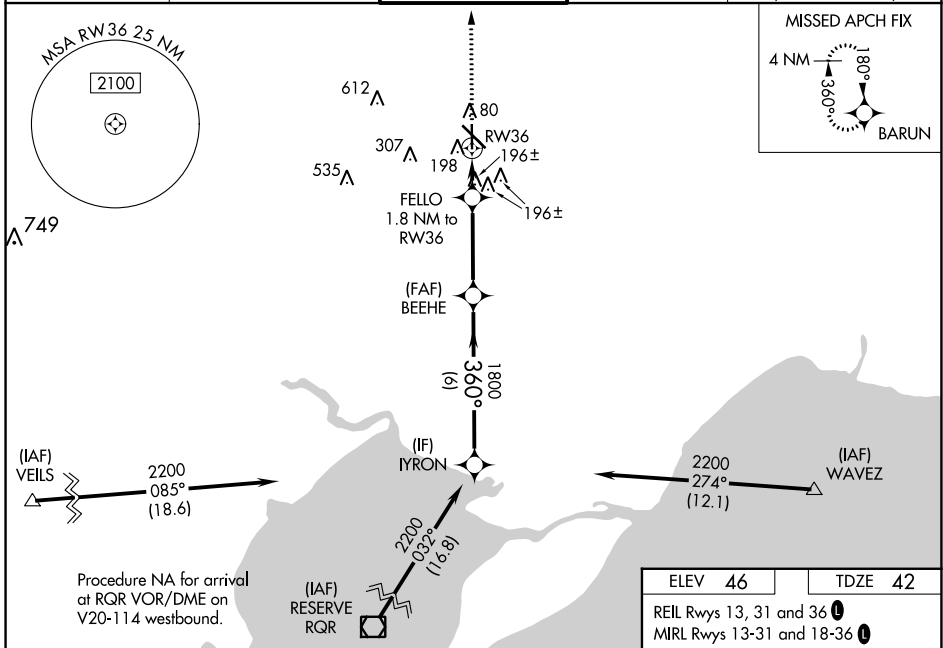 MSA RW36 25 NM
2100
MISSED APCH FIX
4 NM
180°
360°
BARUN
612
80
RW36
307
198
196±
535
FELLO
1.8 NM to
RW36
196±
749
(FAF)
BEEHE
1800
360°
(6)
(IF)
IYRON
(IAF)
VEILS
2200
085°
(18.6)
2200
274°
(12.1)
(IAF)
WAVEZ
2200
032°
(16.8)
Procedure NA for arrival
at RQR VOR/DME on
V20-114 westbound.
(IAF)
RESERVE
RQR
ELEV 46
TDZE 42
REIL Rwys 13, 31 and 36 L
MIRL Rwys 13-31 and 18-36 L